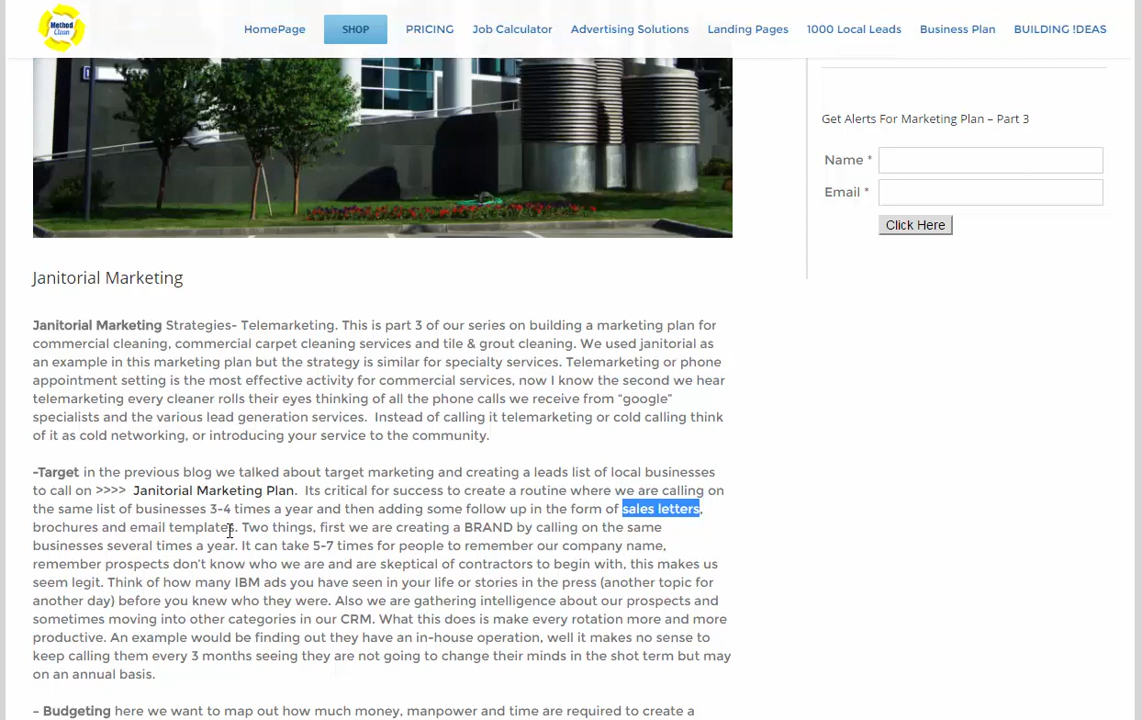 Method
Clean
HomePage SHOP PRICING Job Calculator Advertising Solutions Landing Pages 1000 Local Leads Business Plan BUILDING !DEAS
Get Alerts For Marketing Plan – Part 3
Name *
Email *
Click Here
Janitorial Marketing
Janitorial Marketing Strategies- Telemarketing. This is part 3 of our series on building a marketing plan for
commercial cleaning, commercial carpet cleaning services and tile & grout cleaning. We used janitorial as
an example in this marketing plan but the strategy is similar for specialty services. Telemarketing or phone
appointment setting is the most effective activity for commercial services, now I know the second we hear
telemarketing every cleaner rolls their eyes thinking of all the phone calls we receive from “google”
specialists and the various lead generation services. Instead of calling it telemarketing or cold calling think
of it as cold networking, or introducing your service to the community.
-Target in the previous blog we talked about target marketing and creating a leads list of local businesses
to call on >>>> Janitorial Marketing Plan. Its critical for success to create a routine where we are calling on
the same list of businesses 3-4 times a year and then adding some follow up in the form of sales letters,
brochures and email templates. Two things, first we are creating a BRAND by calling on the same
businesses several times a year. It can take 5-7 times for people to remember our company name,
remember prospects don’t know who we are and are skeptical of contractors to begin with, this makes us
seem legit. Think of how many IBM ads you have seen in your life or stories in the press (another topic for
another day) before you knew who they were. Also we are gathering intelligence about our prospects and
sometimes moving into other categories in our CRM. What this does is make every rotation more and more
productive. An example would be finding out they have an in-house operation, well it makes no sense to
keep calling them every 3 months seeing they are not going to change their minds in the shot term but may
on an annual basis.
– Budgeting here we want to map out how much money, manpower and time are required to create a